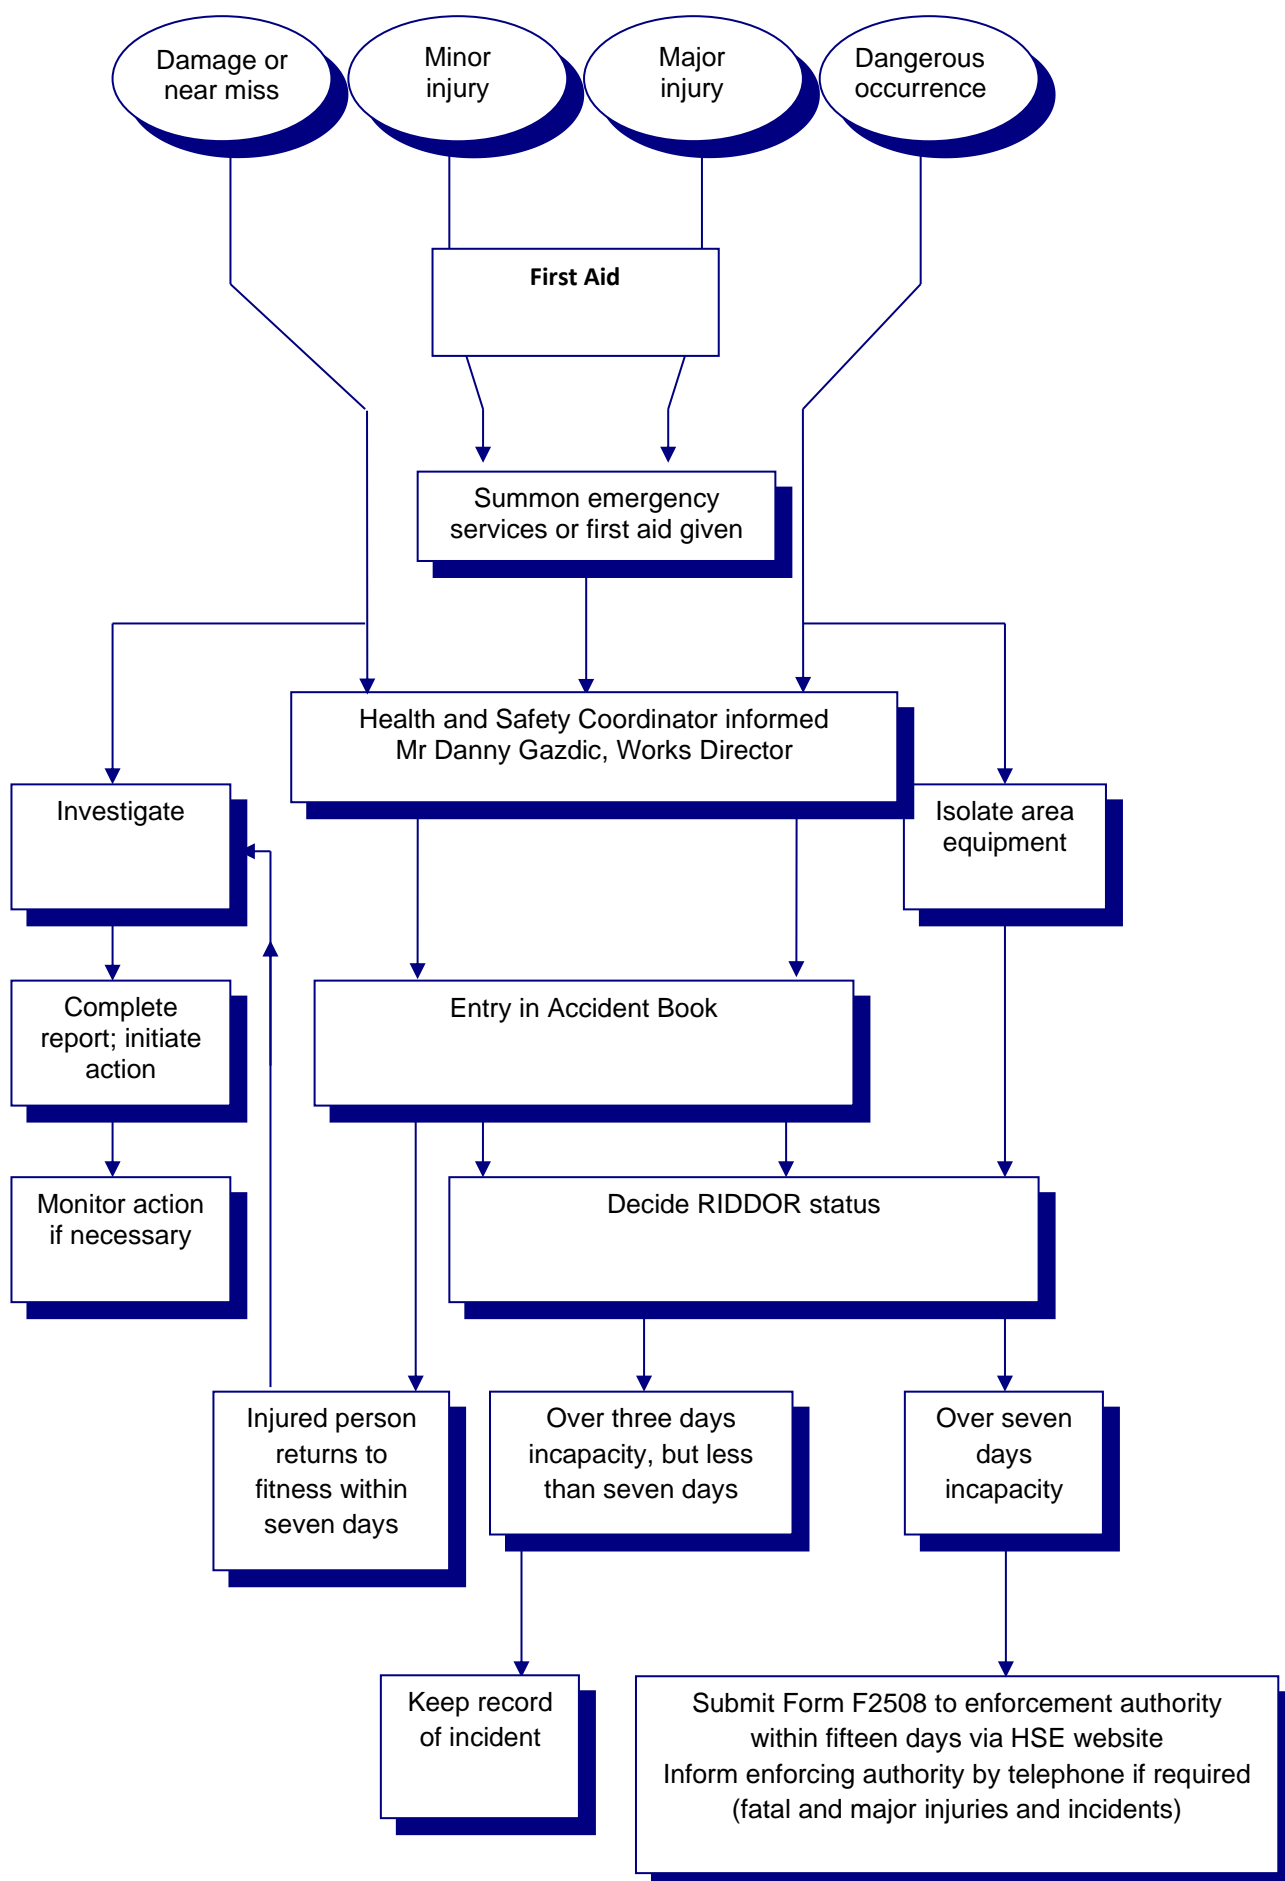 Damage or
near miss
Minor
injury
Major
injury
Dangerous
occurrence
First Aid
Summon emergency
services or first aid given
Health and Safety Coordinator informed
Mr Danny Gazdic, Works Director
Investigate
Isolate area
equipment
Complete
report; initiate
action
Entry in Accident Book
Monitor action
if necessary
Decide RIDDOR status
Injured person
returns to
fitness within
seven days
Over three days
incapacity, but less
than seven days
Over seven
days
incapacity
Keep record
of incident
Submit Form F2508 to enforcement authority
within fifteen days via HSE website
Inform enforcing authority by telephone if required
(fatal and major injuries and incidents)